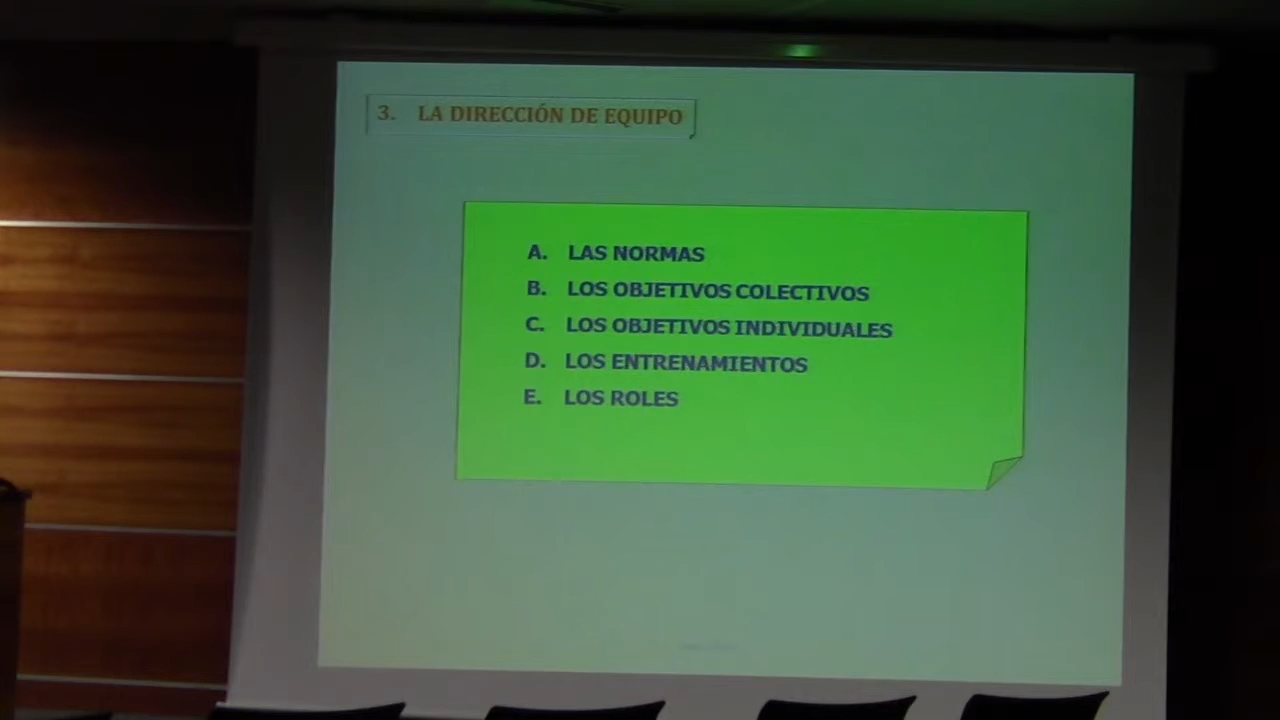 3. LA DIRECCIÓN DE EQUIPO
A. LAS NORMAS
B. LOS OBJETIVOS COLECTIVOS
C. LOS OBJETIVOS INDIVIDUALES
D. LOS ENTRENAMIENTOS
E. LOS ROLES